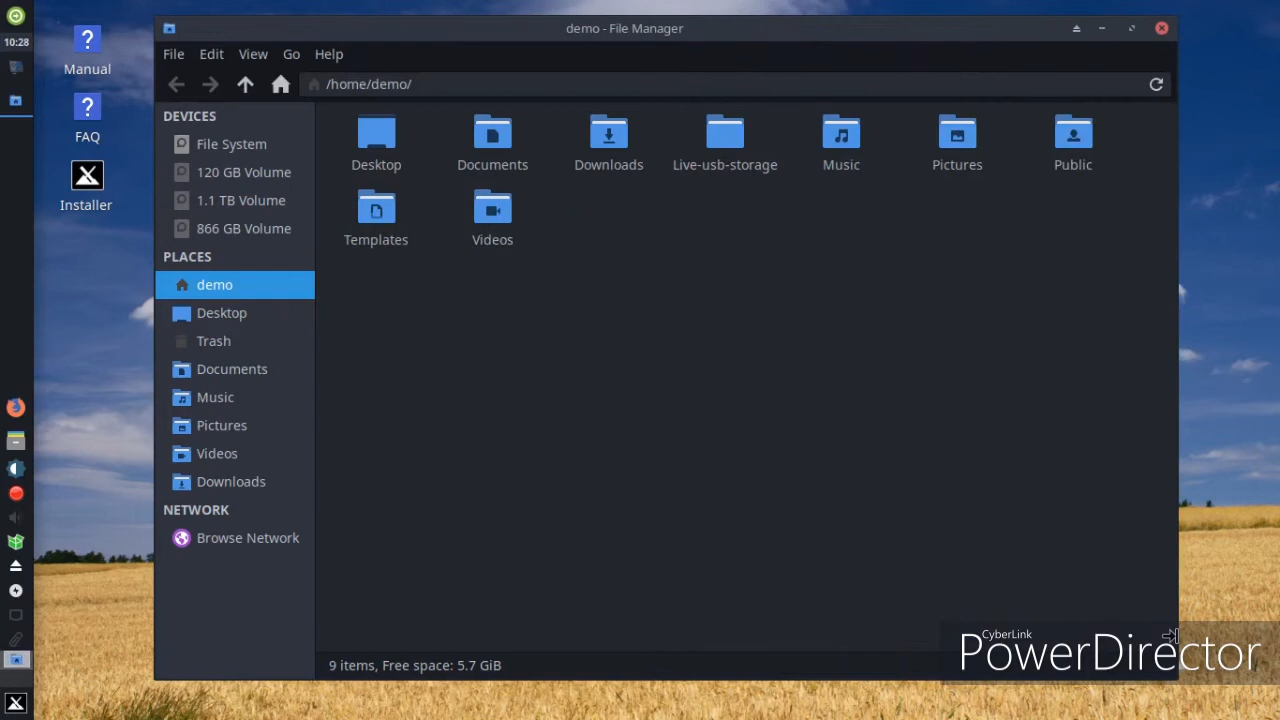 demo - File Manager
10:28
Manual
FAQ
Installer
File Edit View Go Help
/home/demo/
DEVICES
File System
120 GB Volume
1.1 TB Volume
866 GB Volume
PLACES
demo
Desktop
Trash
Documents
Music
Pictures
Videos
Downloads
NETWORK
Browse Network
Desktop Documents Downloads Live-usb-storage Music Pictures Public
Templates Videos
9 items, Free space: 5.7 GiB
CyberLink
PowerDirector